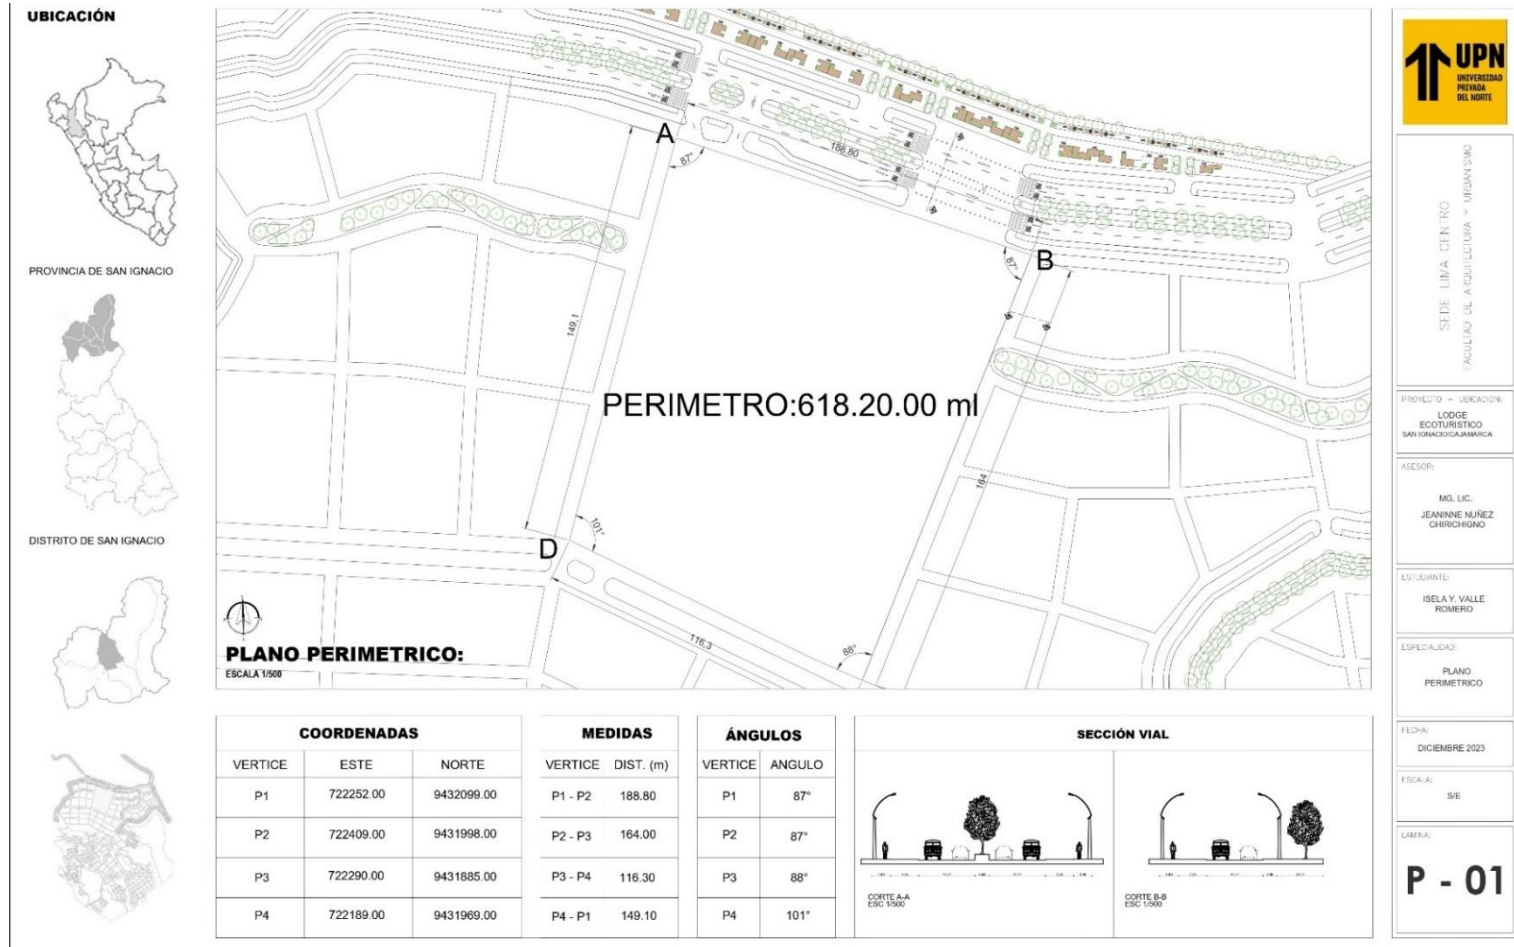 UBICACIÓN
PROVINCIA DE SAN IGNACIO
DISTRITO DE SAN IGNACIO
A
87°
188.80
B
87°
149.1
164
PERIMETRO:618.20.00 ml
D
101°
116.3
88°
PLANO PERIMETRICO:
ESCALA 1/500
COORDENADAS
VERTICE ESTE NORTE
P1 722252.00 9432099.00
P2 722409.00 9431998.00
P3 722290.00 9431885.00
P4 722189.00 9431969.00
MEDIDAS
VERTICE DIST. (m)
P1 - P2 188.80
P2 - P3 164.00
P3 - P4 116.30
P4 - P1 149.10
ÁNGULOS
VERTICE ANGULO
P1 87°
P2 87°
P3 88°
P4 101°
SECCIÓN VIAL
CORTE A-A
ESC 1/500
CORTE B-B
ESC 1/500
UPN
UNIVERSIDAD
PRIVADA
DEL NORTE
SEDE LIMA CENTRO
FACULTAD DE ARQUITECTURA Y URBANISMO
PROYECTO - UBICACION:
LODGE
ECOTURISTICO
SAN IGNACIO/CAJAMARCA
ASESOR:
MG. LIC.
JEANINNE NUÑEZ
CHIRICHIGNO
ESTUDIANTE:
ISELA Y. VALLE
ROMERO
ESPECIALIDAD:
PLANO
PERIMETRICO
FECHA:
DICIEMBRE 2023
ESCALA:
S/E
LAMINA:
P - 01